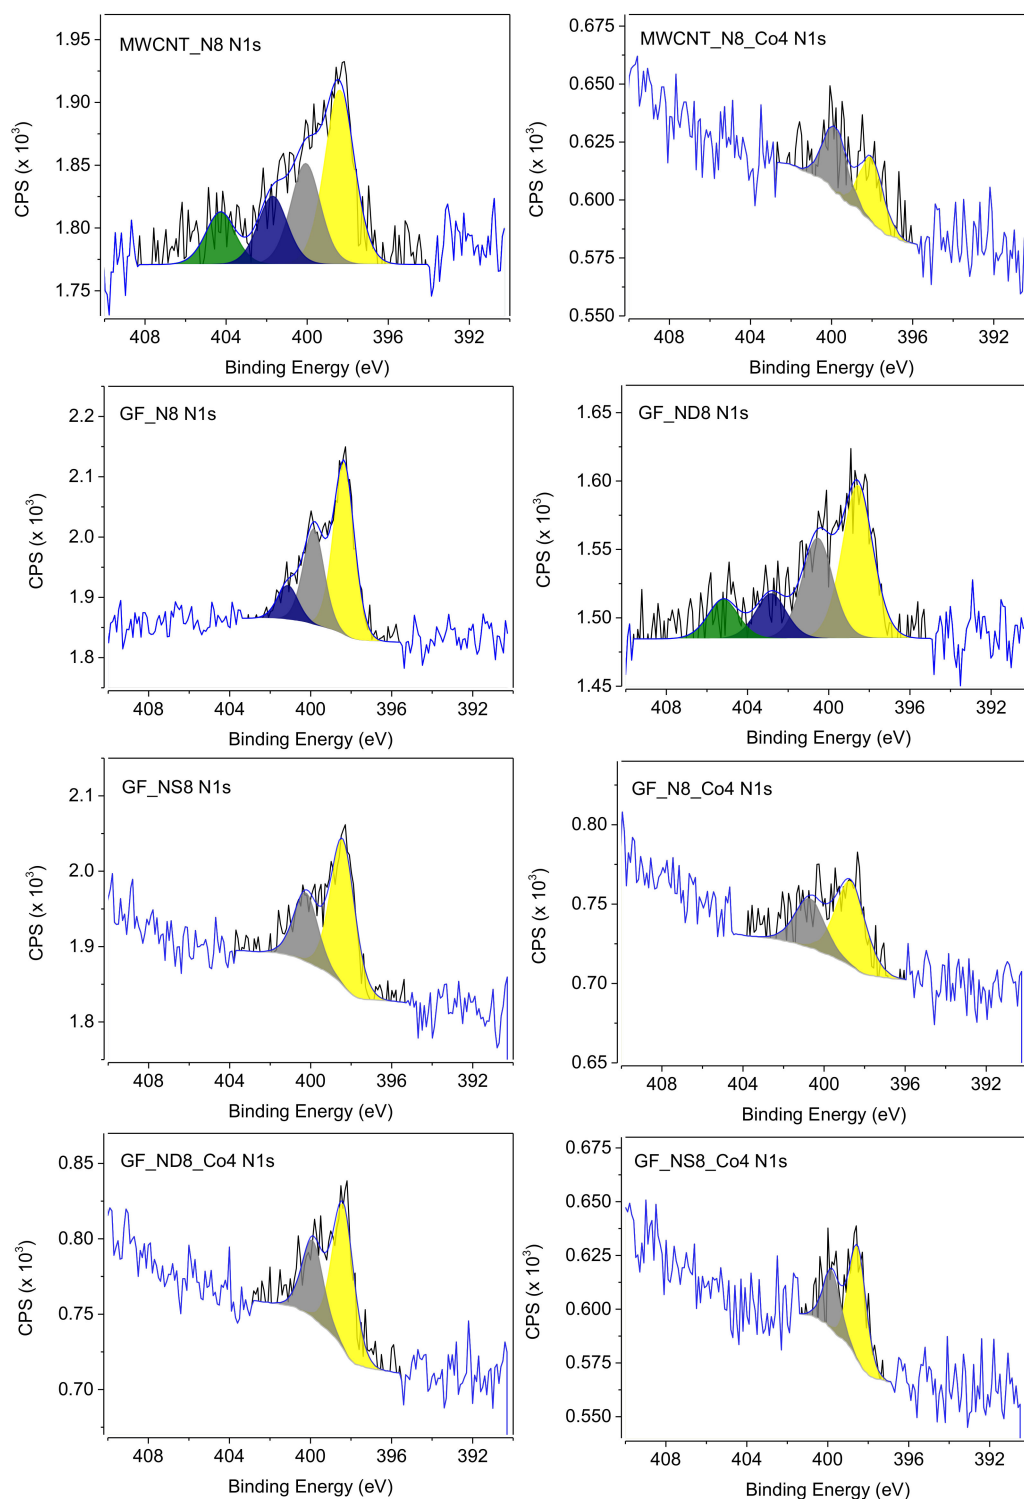 MWCNT_N8 N1s
CPS (x 10³)
1.95
1.90
1.85
1.80
1.75
408 404 400 396 392
Binding Energy (eV)
MWCNT_N8_Co4 N1s
CPS (x 10³)
0.675
0.650
0.625
0.600
0.575
0.550
408 404 400 396 392
Binding Energy (eV)
GF_N8 N1s
CPS (x 10³)
2.2
2.1
2.0
1.9
1.8
408 404 400 396 392
Binding Energy (eV)
GF_ND8 N1s
CPS (x 10³)
1.65
1.60
1.55
1.50
1.45
408 404 400 396 392
Binding Energy (eV)
GF_NS8 N1s
CPS (x 10³)
2.1
2.0
1.9
1.8
408 404 400 396 392
Binding Energy (eV)
GF_N8_Co4 N1s
CPS (x 10³)
0.80
0.75
0.70
0.65
408 404 400 396 392
Binding Energy (eV)
GF_ND8_Co4 N1s
CPS (x 10³)
0.85
0.80
0.75
0.70
408 404 400 396 392
Binding Energy (eV)
GF_NS8_Co4 N1s
CPS (x 10³)
0.675
0.650
0.625
0.600
0.575
0.550
408 404 400 396 392
Binding Energy (eV)